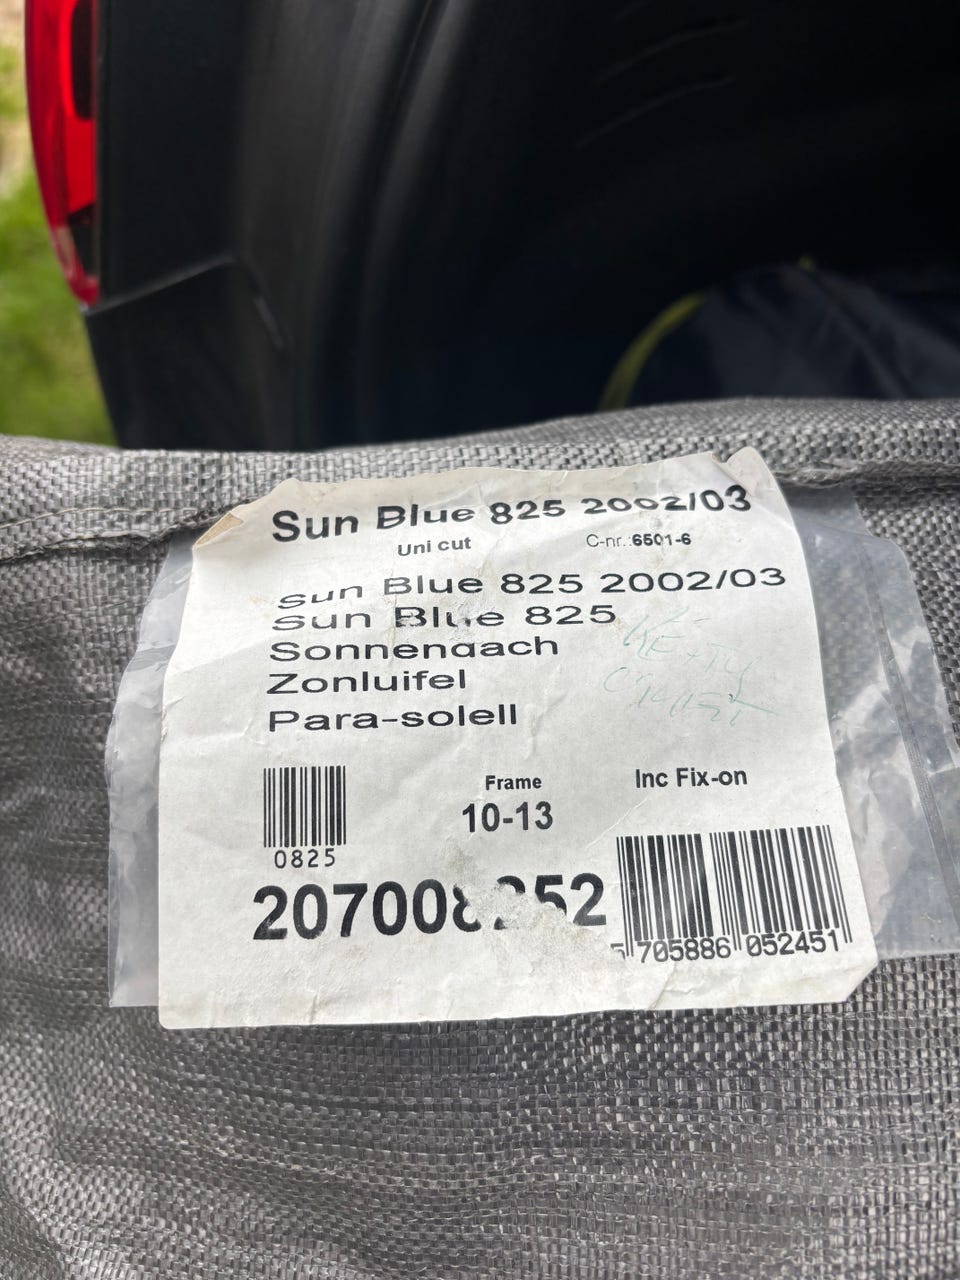 Sun Blue 825 2002/03
Uni cut
C-nr.:6501-6
Sun Blue 825 2002/03
Sun Blue 825
Sonnendach
Zonluifel
Para-solell
Frame
Inc Fix-on
10-13
0825
5 705886 052451